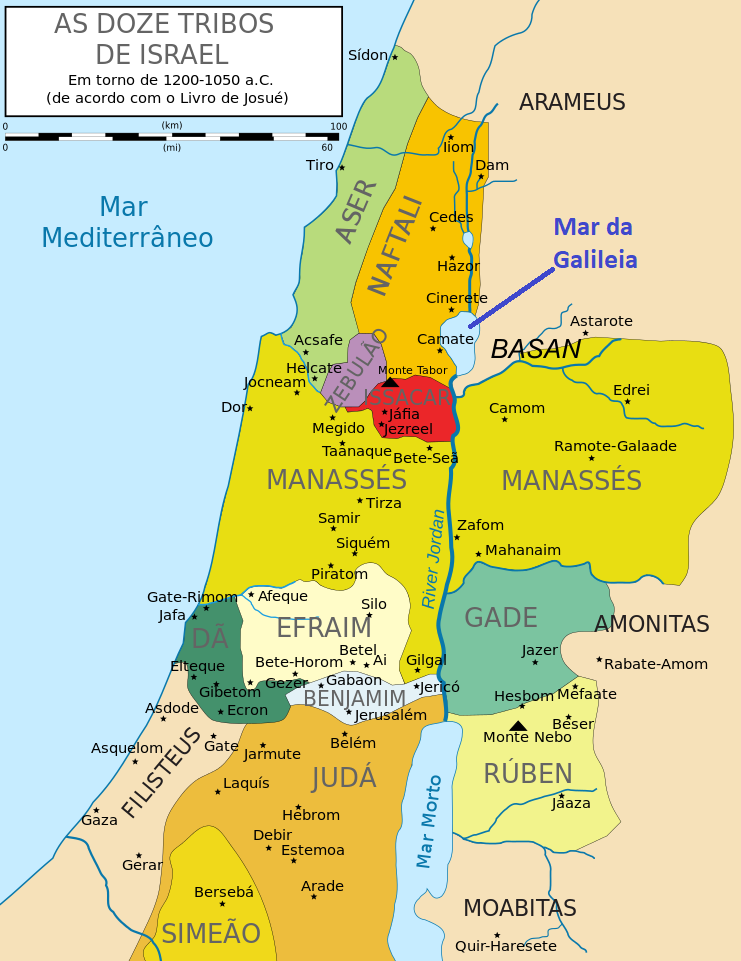 AS DOZE TRIBOS
DE ISRAEL
Em torno de 1200-1050 a.C.
(de acordo com o Livro de Josué)
0 (km) 100
0 (mi) 60
Sídon
ARAMEUS
Iiom
Tiro
Dam
ASER
Mar
Mediterrâneo
NAFTALI
Cedes
Mar da
Galileia
Hazor
Cinerete
Astarote
Acsafe
ZEBULÃO
Camate
BASAN
Helcate
Monte Tabor
Jocneam
ISSACAR
Edrei
Dor
Jáfia
Camom
Megido
Jezreel
Taanaque
Bete-Seã
Ramote-Galaade
MANASSÉS
MANASSÉS
Tirza
Samir
Zafom
Siquém
Mahanaim
River Jordan
Piratom
Gate-Rimom
Afeque
Silo
Jafa
GADE
EFRAIM
AMONITAS
DÃ
Betel
Jazer
Elteque
Bete-Horom
Ai
Gilgal
Rabate-Amom
Gibetom
Gezer
Gabaon
Jericó
Hesbom
Mefaate
BENJAMIM
Asdode
Ecron
Jerusalém
Beser
Asquelom
Gate
Belém
Monte Nebo
Jarmute
FILISTEUS
JUDÁ
RÚBEN
Laquís
Mar Morto
Jaaza
Gaza
Hebrom
Debir
Estemoa
Gerar
Bersebá
Arade
MOABITAS
SIMEÃO
Quir-Haresete